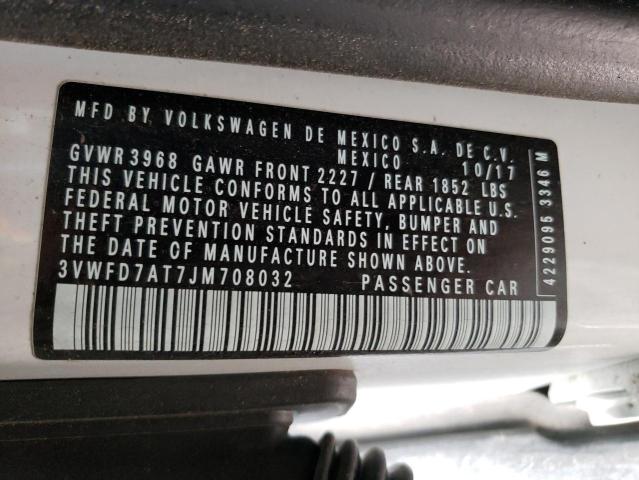 MFD BY VOLKSWAGEN DE MEXICO S.A. DE C.V.
MEXICO 10/17
GVWR 3968 GAWR FRONT 2227 / REAR 1852 LBS
THIS VEHICLE CONFORMS TO ALL APPLICABLE U.S.
FEDERAL MOTOR VEHICLE SAFETY, BUMPER AND
THEFT PREVENTION STANDARDS IN EFFECT ON
THE DATE OF MANUFACTURE SHOWN ABOVE.
3VWFD7AT7JM708032 PASSENGER CAR
4229095 3346 M